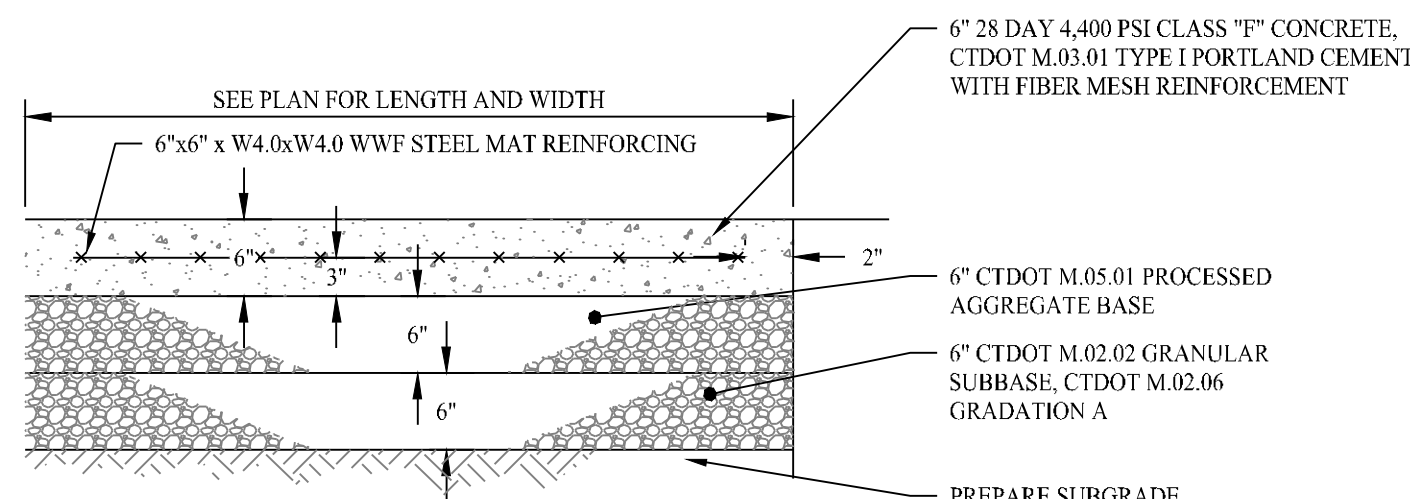 6" 28 DAY 4,400 PSI CLASS "F" CONCRETE,
CTDOT M.03.01 TYPE I PORTLAND CEMENT
WITH FIBER MESH REINFORCEMENT
SEE PLAN FOR LENGTH AND WIDTH
6"x6" x W4.0xW4.0 WWF STEEL MAT REINFORCING
6"
3"
2"
6" CTDOT M.05.01 PROCESSED
AGGREGATE BASE
6"
6" CTDOT M.02.02 GRANULAR
SUBBASE, CTDOT M.02.06
GRADATION A
6"
PREPARE SUBGRADE